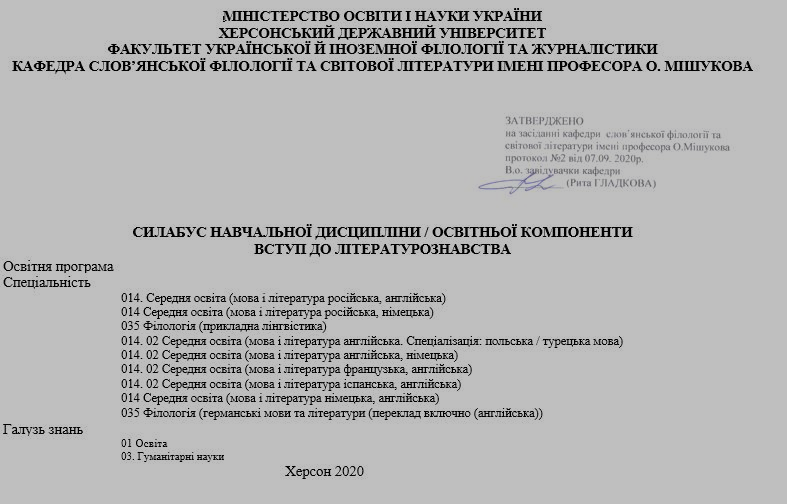 МІНІСТЕРСТВО ОСВІТИ І НАУКИ УКРАЇНИ
ХЕРСОНСЬКИЙ ДЕРЖАВНИЙ УНІВЕРСИТЕТ
ФАКУЛЬТЕТ УКРАЇНСЬКОЇ Й ІНОЗЕМНОЇ ФІЛОЛОГІЇ ТА ЖУРНАЛІСТИКИ
КАФЕДРА СЛОВ’ЯНСЬКОЇ ФІЛОЛОГІЇ ТА СВІТОВОЇ ЛІТЕРАТУРИ ІМЕНІ ПРОФЕСОРА О. МІШУКОВА
ЗАТВЕРДЖЕНО
на засіданні кафедри слов’янської філології та
світової літератури імені професора О.Мішукова
протокол №2 від 07.09. 2020р.
В.о. завідувачки кафедри
(Рита ГЛАДКОВА)
СИЛАБУС НАВЧАЛЬНОЇ ДИСЦИПЛІНИ / ОСВІТНЬОЇ КОМПОНЕНТИ
ВСТУП ДО ЛІТЕРАТУРОЗНАВСТВА
Освітня програма
Спеціальність
014. Середня освіта (мова і література російська, англійська)
014 Середня освіта (мова і література російська, німецька)
035 Філологія (прикладна лінгвістика)
014. 02 Середня освіта (мова і література англійська. Спеціалізація: польська / турецька мова)
014. 02 Середня освіта (мова і література англійська, німецька)
014. 02 Середня освіта (мова і література французька, англійська)
014. 02 Середня освіта (мова і література іспанська, англійська)
014 Середня освіта (мова і література німецька, англійська)
035 Філологія (германські мови та літератури (переклад включно (англійська))
Галузь знань
01 Освіта
03. Гуманітарні науки
Херсон 2020